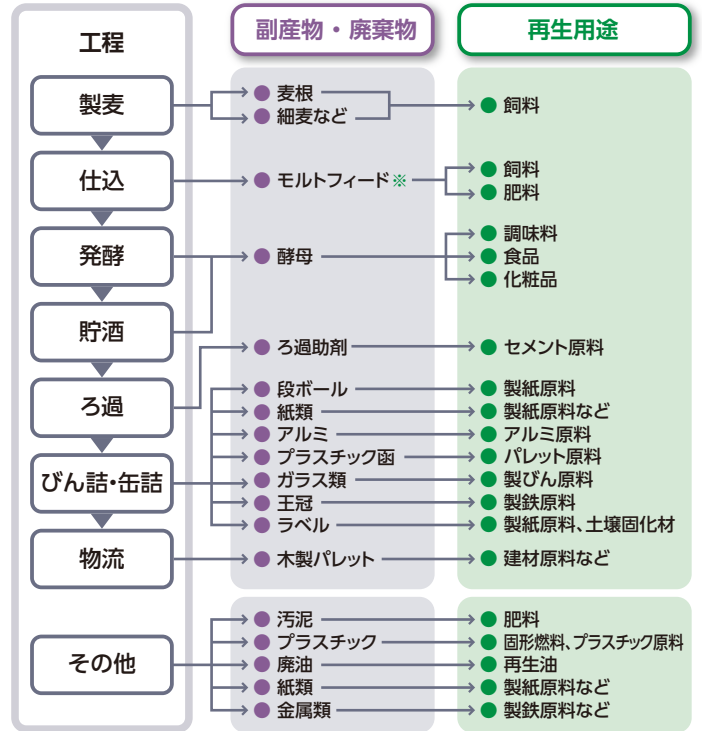 工程
副産物・廃棄物
再生用途
製麦
麦根
細麦など
飼料
仕込
モルトフィード※
飼料
肥料
発酵
酵母
調味料
食品
化粧品
貯酒
ろ過助剤
セメント原料
ろ過
段ボール
製紙原料
紙類
製紙原料など
アルミ
アルミ原料
プラスチック函
パレット原料
びん詰・缶詰
ガラス類
製びん原料
王冠
製鉄原料
ラベル
製紙原料、土壌固化材
物流
木製パレット
建材原料など
その他
汚泥
肥料
プラスチック
固形燃料、プラスチック原料
廃油
再生油
紙類
製紙原料など
金属類
製鉄原料など